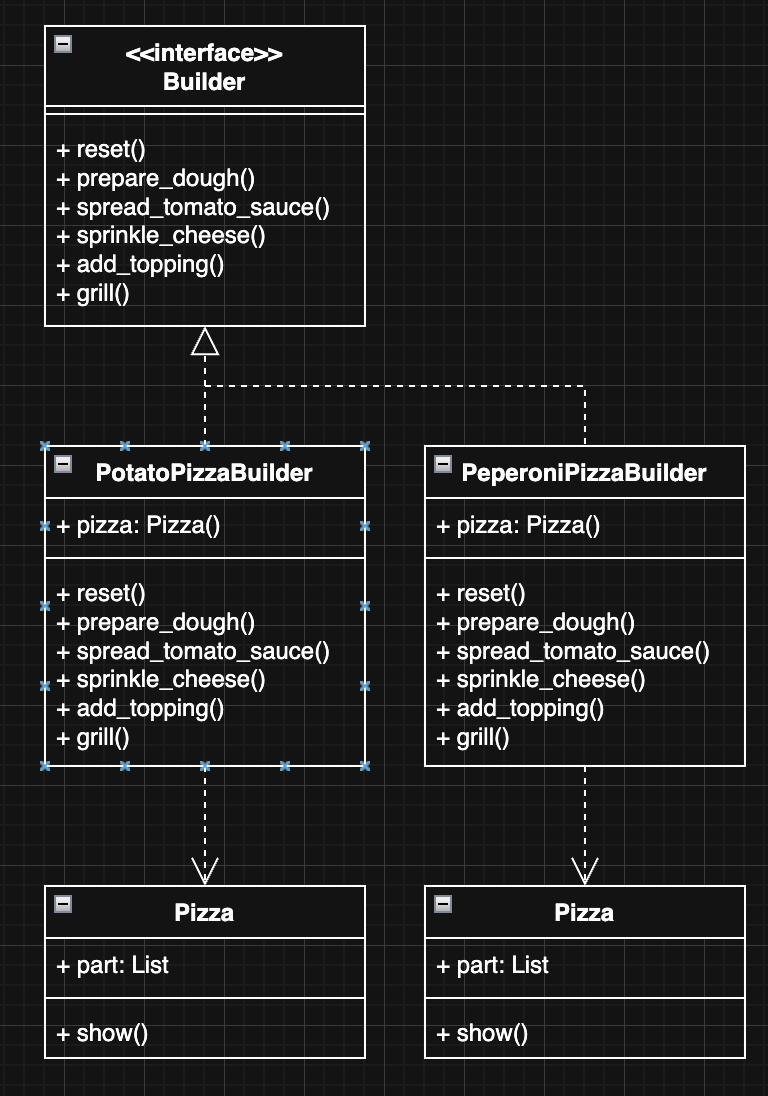 <<interface>>
Builder
+ reset()
+ prepare_dough()
+ spread_tomato_sauce()
+ sprinkle_cheese()
+ add_topping()
+ grill()
PotatoPizzaBuilder
+ pizza: Pizza()
+ reset()
+ prepare_dough()
+ spread_tomato_sauce()
+ sprinkle_cheese()
+ add_topping()
+ grill()
PeperoniPizzaBuilder
+ pizza: Pizza()
+ reset()
+ prepare_dough()
+ spread_tomato_sauce()
+ sprinkle_cheese()
+ add_topping()
+ grill()
Pizza
+ part: List
+ show()
Pizza
+ part: List
+ show()